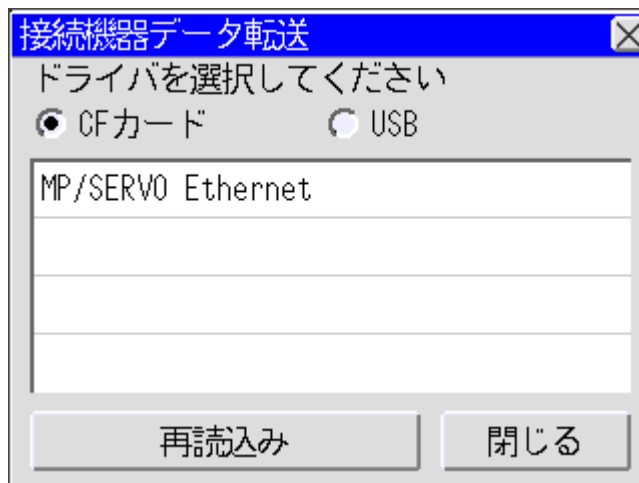 接続機器データ転送
ドライバを選択してください
CFカード USB
MP/SERVO Ethernet
再読込み 閉じる